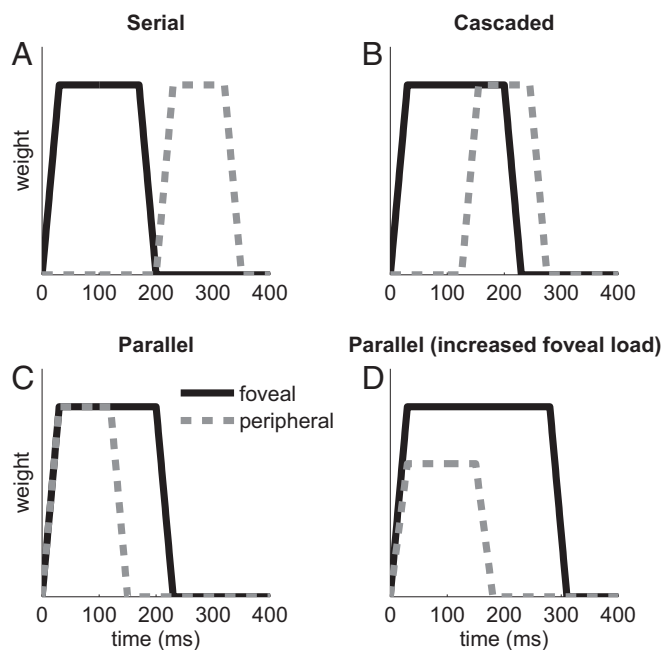 Serial
Cascaded
A
B
weight
0 100 200 300 400
0 100 200 300 400
Parallel
Parallel (increased foveal load)
C
D
foveal
peripheral
weight
0 100 200 300 400
0 100 200 300 400
time (ms)
time (ms)